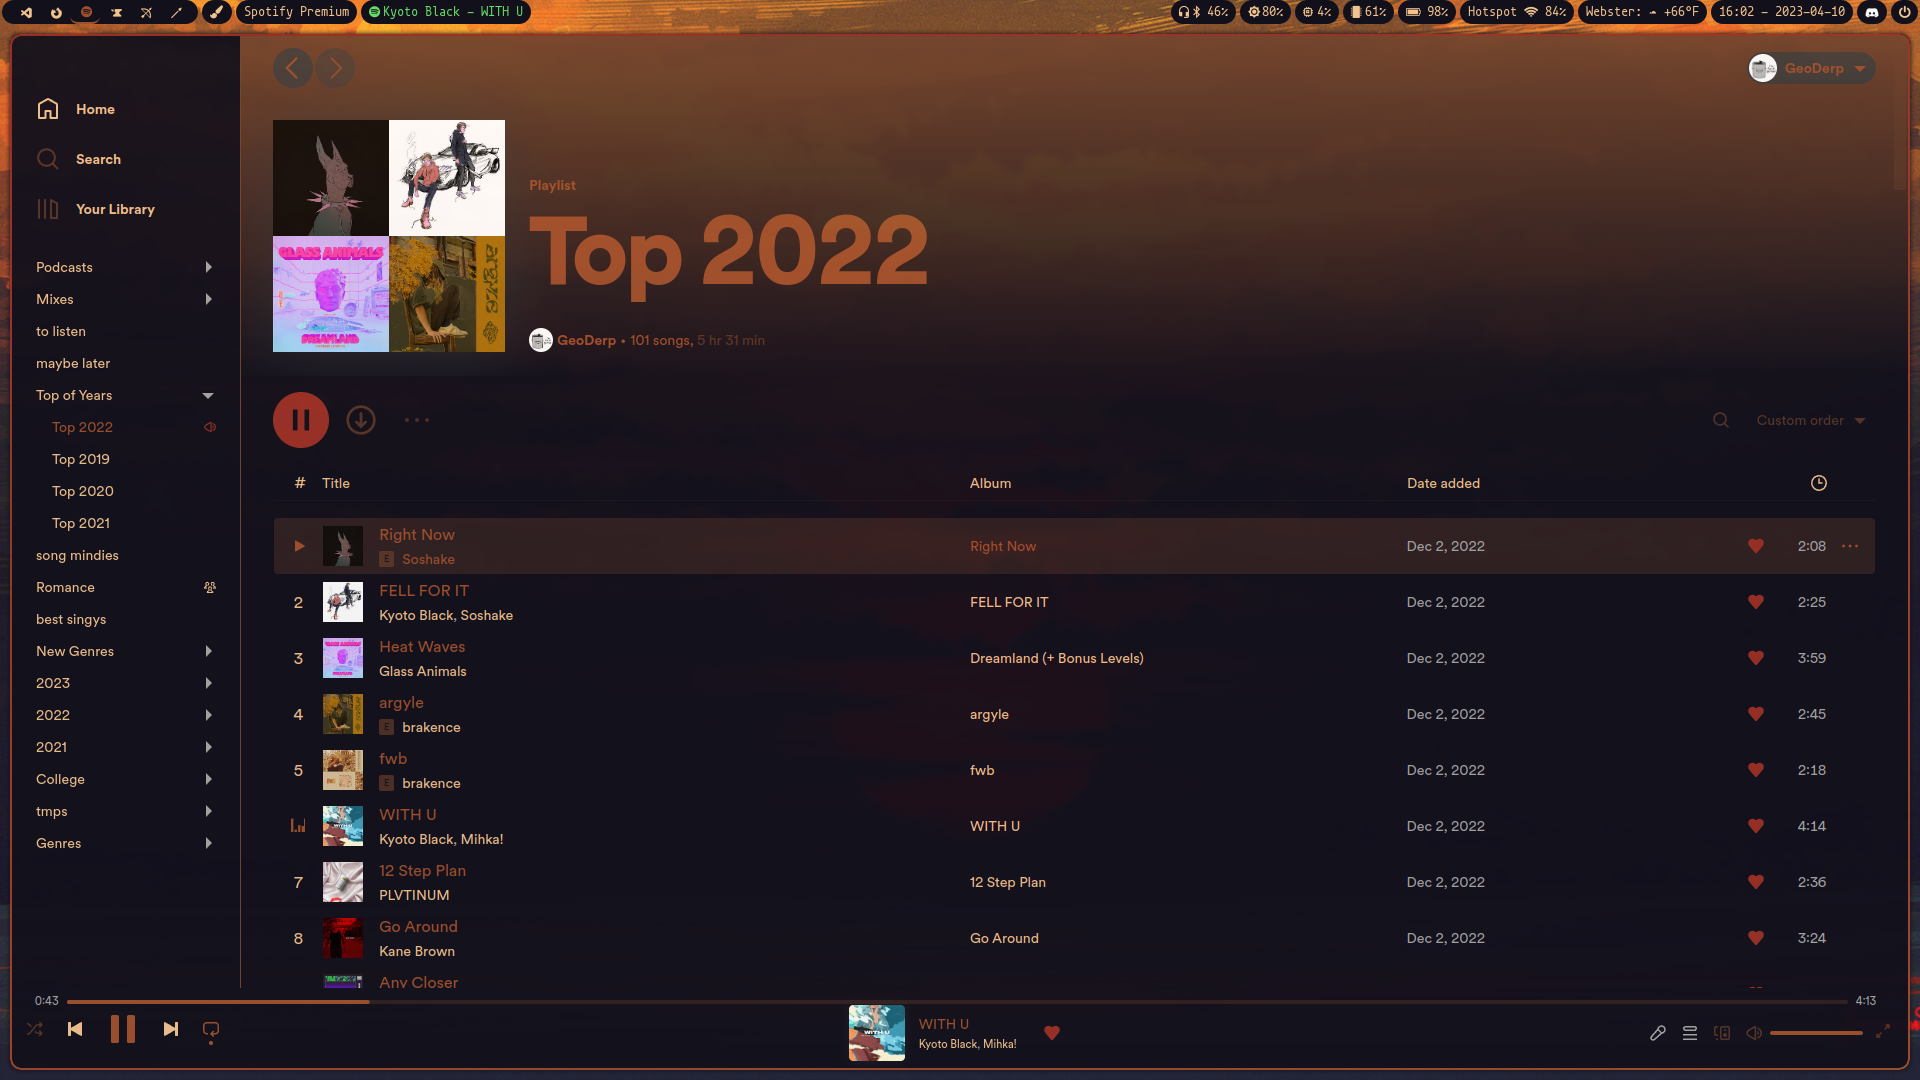 Spotify Premium
Kyoto Black – WITH U
46%
80%
4%
61%
98%
Hotspot 84%
Webster: +66°F
16:02 – 2023-04-10
Home
Search
Your Library
Podcasts
Mixes
to listen
maybe later
Top of Years
Top 2022
Top 2019
Top 2020
Top 2021
song mindies
Romance
best singys
New Genres
2023
2022
2021
College
tmps
Genres
GeoDerp
GLASS ANIMALS
DREAMLAND
argyle
Playlist
Top 2022
GeoDerp • 101 songs, 5 hr 31 min
Custom order
# Title Album Date added
Right Now
E Soshake
Right Now Dec 2, 2022 2:08
2 FELL FOR IT
Kyoto Black, Soshake
FELL FOR IT Dec 2, 2022 2:25
3 Heat Waves
Glass Animals
Dreamland (+ Bonus Levels) Dec 2, 2022 3:59
4 argyle
E brakence
argyle Dec 2, 2022 2:45
5 fwb
E brakence
fwb Dec 2, 2022 2:18
WITH U
Kyoto Black, Mihka!
WITH U Dec 2, 2022 4:14
7 12 Step Plan
PLVTINUM
12 Step Plan Dec 2, 2022 2:36
8 Go Around
Kane Brown
Go Around Dec 2, 2022 3:24
Any Closer
0:43
4:13
WITH U
WITH U
Kyoto Black, Mihka!